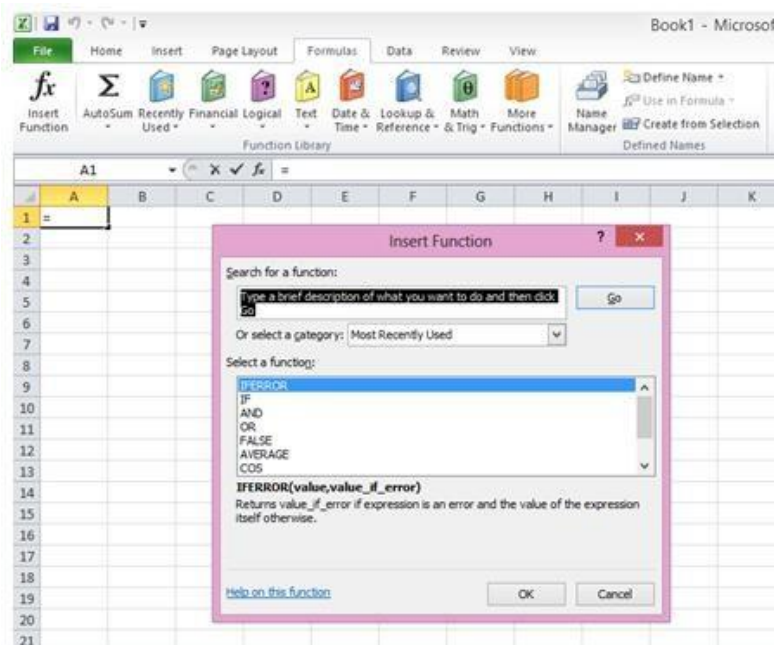 Book1 - Microsof
File Home Insert Page Layout Formulas Data Review View
fx Σ ? A θ
Insert Function AutoSum Recently Used Financial Logical Text Date & Time Lookup & Reference Math & Trig More Functions Name Manager
Define Name
Use in Formula
Create from Selection
Function Library Defined Names
A1 fx =
A B C D E F G H I J K
1 =
2
3
4
5
6
7
8
9
10
11
12
13
14
15
16
17
18
19
20
21
Insert Function ?
Search for a function:
Type a brief description of what you want to do and then click
Go
Go
Or select a category: Most Recently Used
Select a function:
IFERROR
IF
AND
OR
FALSE
AVERAGE
COS
IFERROR(value,value_if_error)
Returns value_if_error if expression is an error and the value of the expression
itself otherwise.
Help on this function OK Cancel